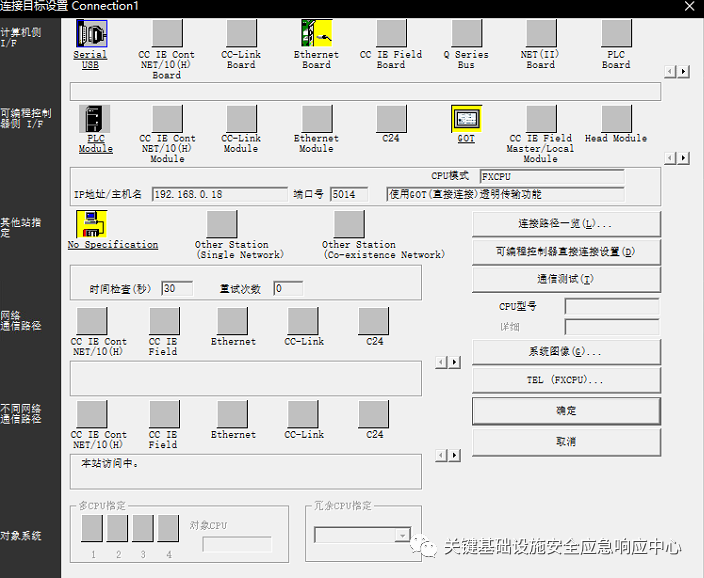 连接目标设置 Connection1
计算机侧
I/F
Serial
USB
CC IE Cont
NET/10(H)
Board
CC-Link
Board
Ethernet
Board
CC IE Field
Board
Q Series
Bus
NET(II)
Board
PLC
Board
可编程控制
器侧 I/F
PLC
Module
CC IE Cont
NET/10(H)
Module
CC-Link
Module
Ethernet
Module
C24
GOT
CC IE Field
Master/Local
Module
Head Module
CPU模式 FXCPU
IP地址/主机名 192.168.0.18 端口号 5014 使用GOT(直接连接)透明传输功能
其他站指
定
No Specification
Other Station
(Single Network)
Other Station
(Co-existence Network)
时间检查(秒) 30 重试次数 0
连接路径一览(L)...
可编程控制器直接连接设置(D)
通信测试(T)
CPU型号
详细
系统图像(G)...
TEL (FXCPU)...
确定
取消
网络
通信路径
CC IE Cont
NET/10(H)
CC IE
Field
Ethernet
CC-Link
C24
不同网络
通信路径
CC IE Cont
NET/10(H)
CC IE
Field
Ethernet
CC-Link
C24
本站访问中。
对象系统
多CPU指定
1 2 3 4
对象CPU
冗余CPU指定
关键基础设施安全应急响应中心